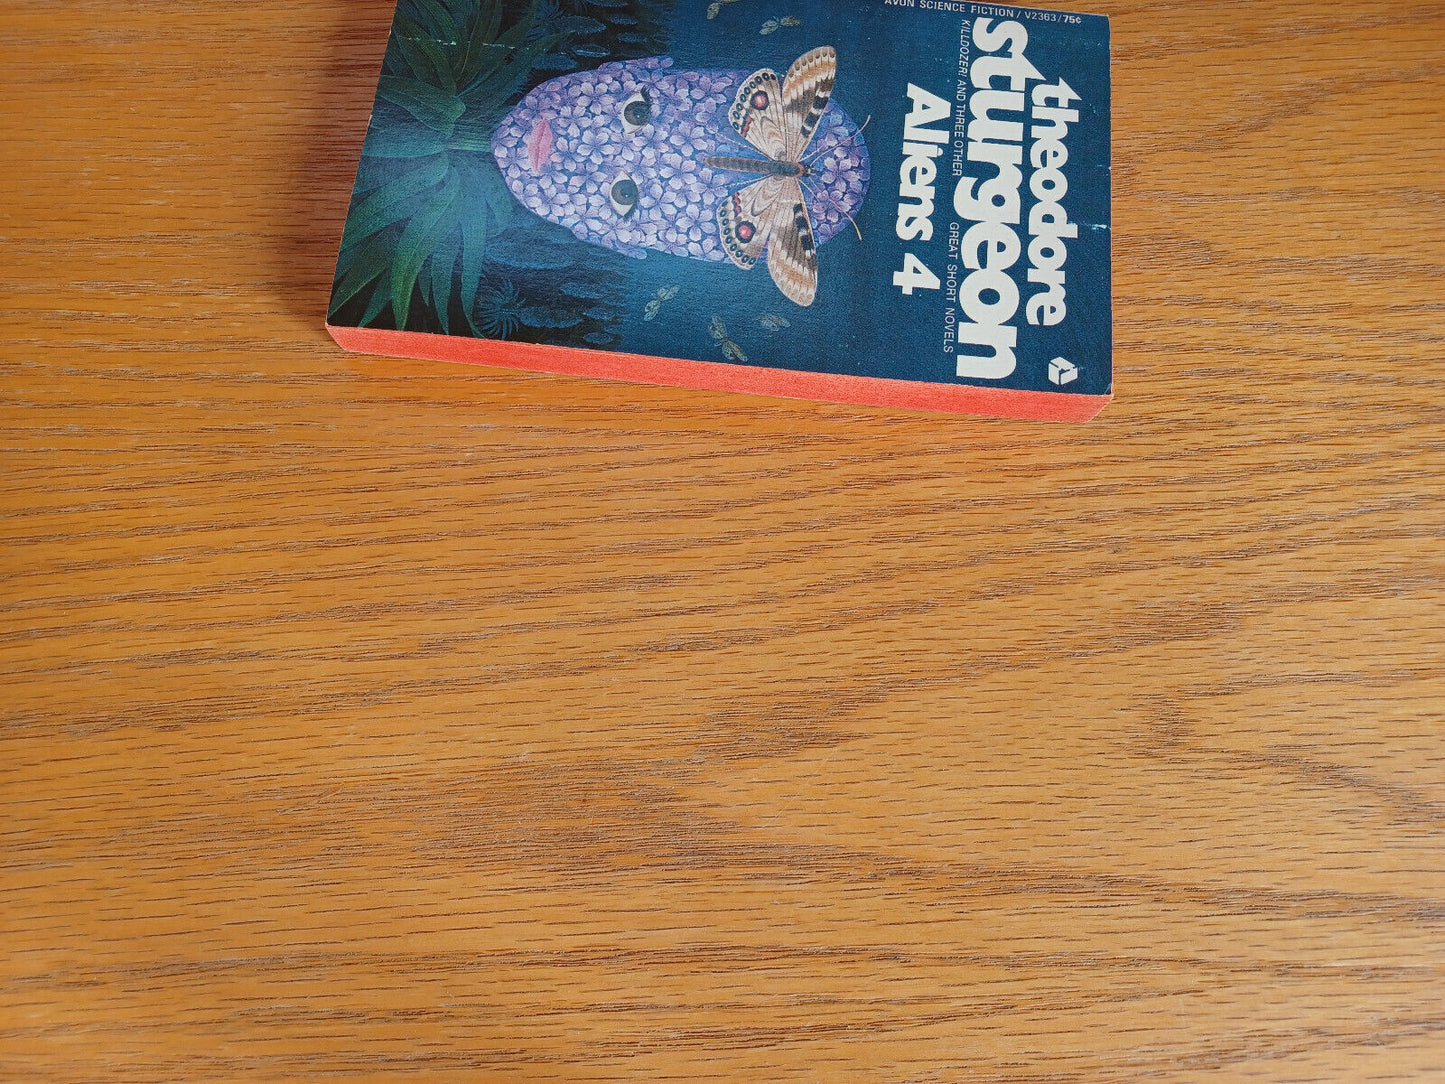 AVON SCIENCE FICTION / V2363 / 75¢
theodore
sturgeon
KILLDOZER! AND THREE OTHER
GREAT SHORT NOVELS
Aliens 4